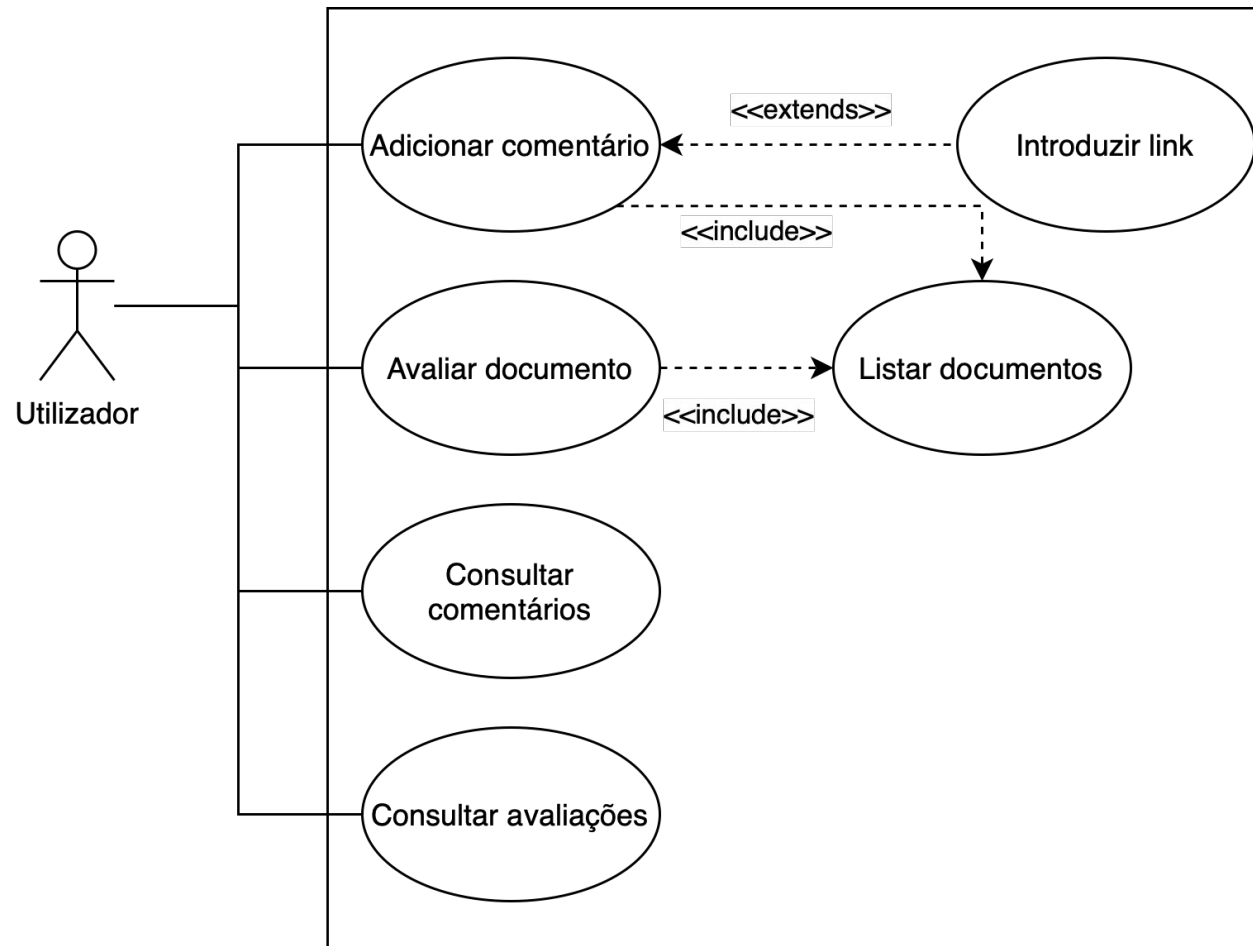 <<extends>>
Adicionar comentário
Introduzir link
<<include>>
Avaliar documento
Listar documentos
Utilizador
<<include>>
Consultar
comentários
Consultar avaliações